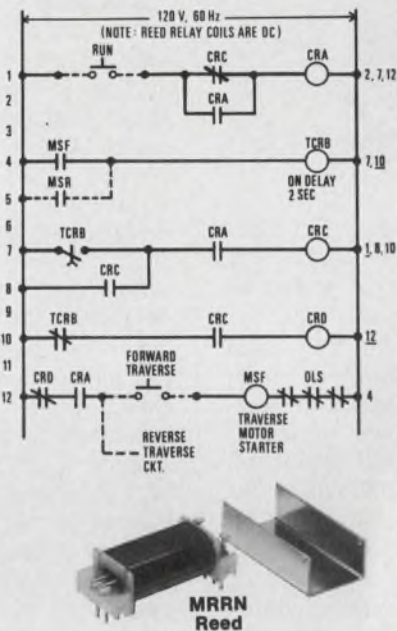 120 V, 60 Hz
(NOTE: REED RELAY COILS ARE DC)
RUN CRC CRA
1 2, 7, 12
CRA
2
3
MSF TCRB
4 7, 10
MSR ON DELAY
5 2 SEC
6
TCRB CRA CRC
7 1, 8, 10
CRC
8
9
TCRB CRC CRD
10 12
11
FORWARD
TRAVERSE
CRD CRA MSF OLS
12 4
TRAVERSE
MOTOR
STARTER
REVERSE
TRAVERSE
CKT.
MRRN
Reed